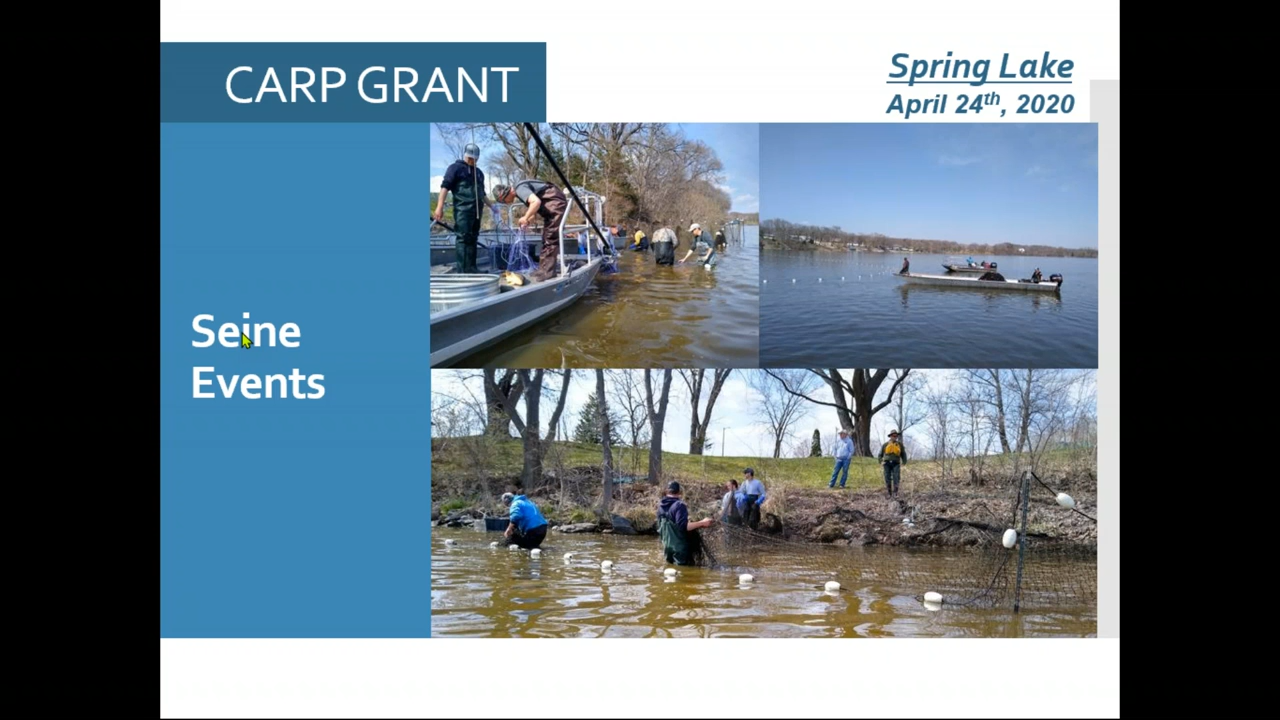 CARP GRANT
Spring Lake
April 24th, 2020
Seine
Events